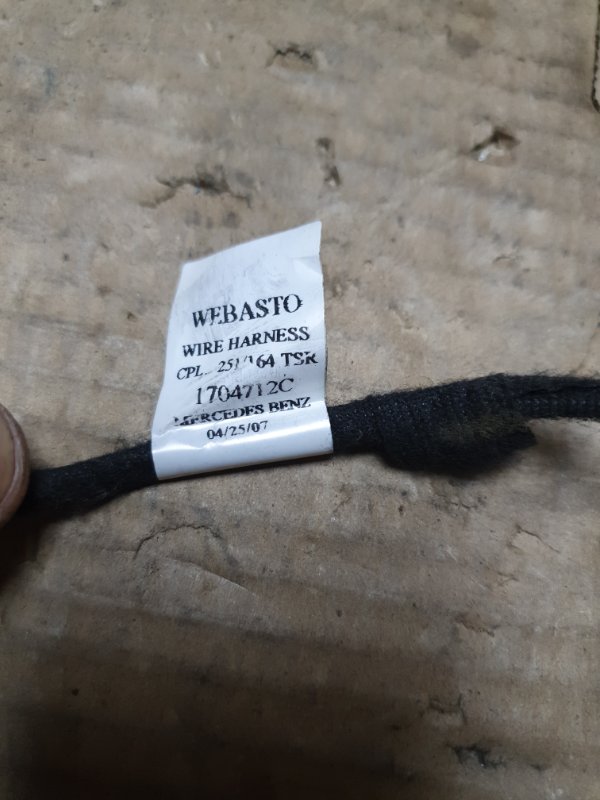 WEBASTO
WIRE HARNESS
CPL. 251/164 TSR
1704712C
MERCEDES BENZ
04/25/07